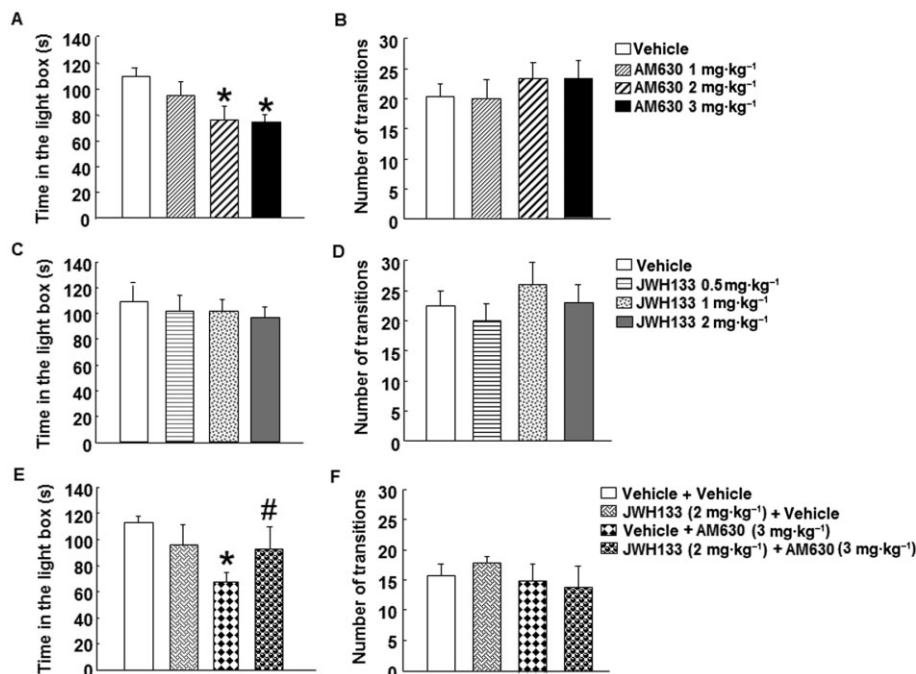 A
Time in the light box (s)
140
120
100
80
60
40
20
0
*
*
B
Number of transitions
30
25
20
15
10
5
0
Vehicle
AM630 1 mg·kg⁻¹
AM630 2 mg·kg⁻¹
AM630 3 mg·kg⁻¹
C
Time in the light box (s)
140
120
100
80
60
40
20
0
D
Number of transitions
30
25
20
15
10
5
0
Vehicle
JWH133 0.5mg·kg⁻¹
JWH133 1 mg·kg⁻¹
JWH133 2 mg·kg⁻¹
E
Time in the light box (s)
140
120
100
80
60
40
20
0
*
#
F
Number of transitions
30
25
20
15
10
5
0
Vehicle + Vehicle
JWH133 (2 mg·kg⁻¹) + Vehicle
Vehicle + AM630 (3 mg·kg⁻¹)
JWH133 (2 mg·kg⁻¹) + AM630 (3 mg·kg⁻¹)